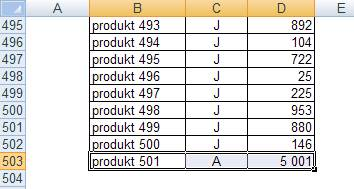 A B C D E
495 produkt 493 J 892
496 produkt 494 J 104
497 produkt 495 J 722
498 produkt 496 J 25
499 produkt 497 J 225
500 produkt 498 J 953
501 produkt 499 J 880
502 produkt 500 J 146
503 produkt 501 A 5 001
504